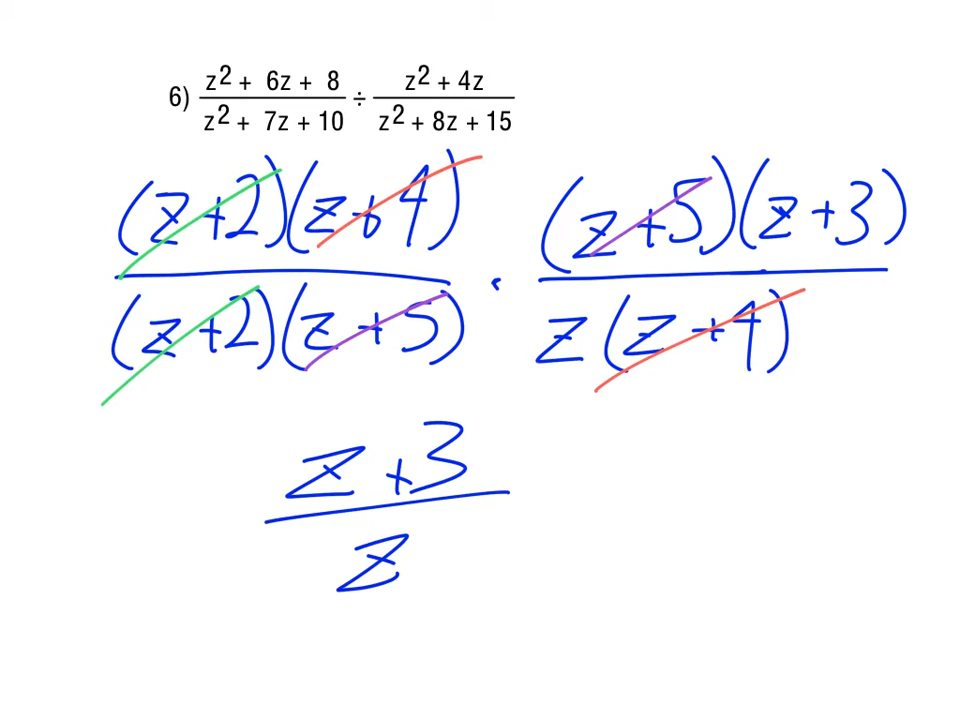 6) z2 + 6z + 8 ÷ z2 + 4z
z2 + 7z + 10 z2 + 8z + 15
(z+2)(z+4) · (z+5)(z+3)
(z+2)(z+5) z(z+4)
z+3
z